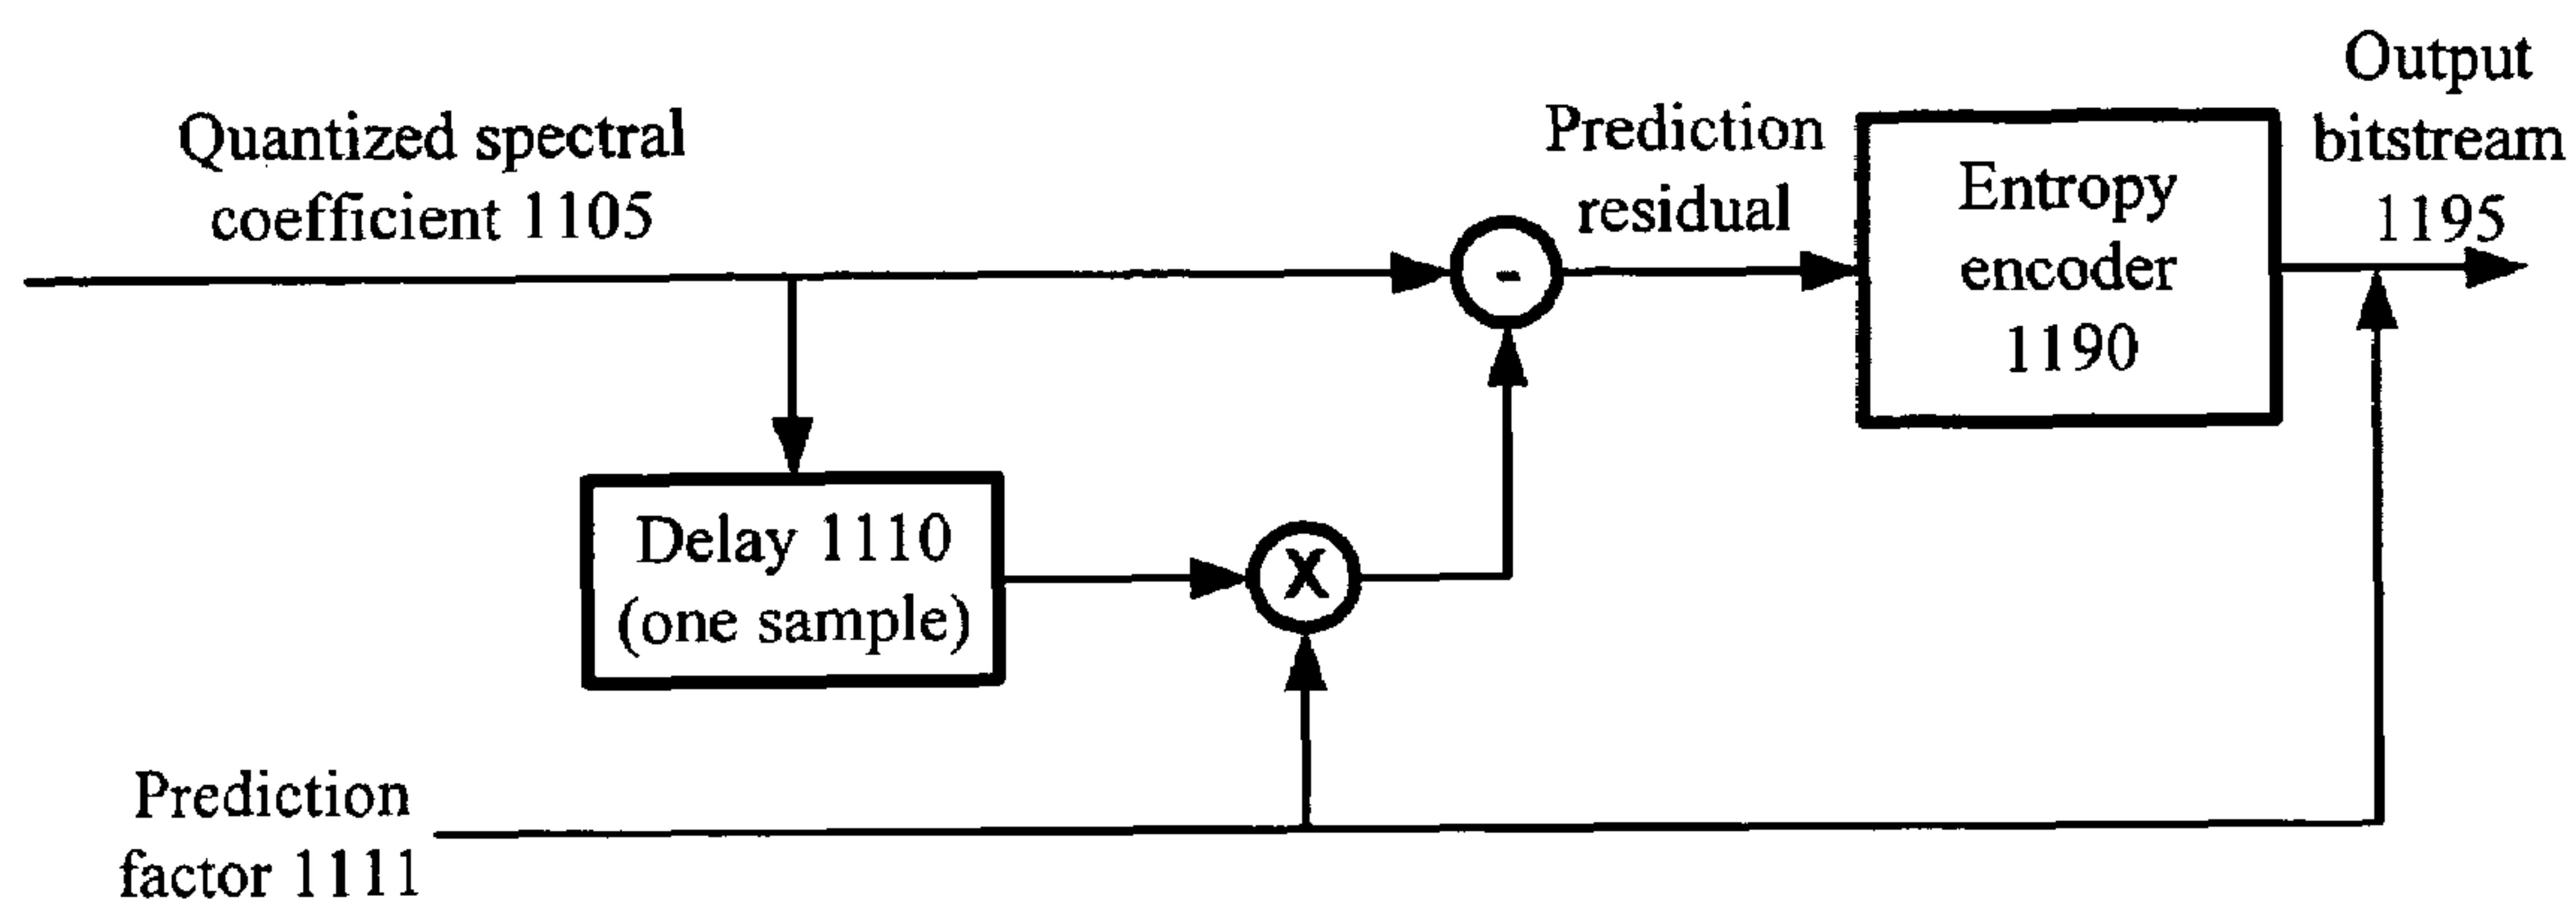 Quantized spectral
coefficient 1105
Prediction
residual
Entropy
encoder
1190
Output
bitstream
1195
-
Delay 1110
(one sample)
X
Prediction
factor 1111